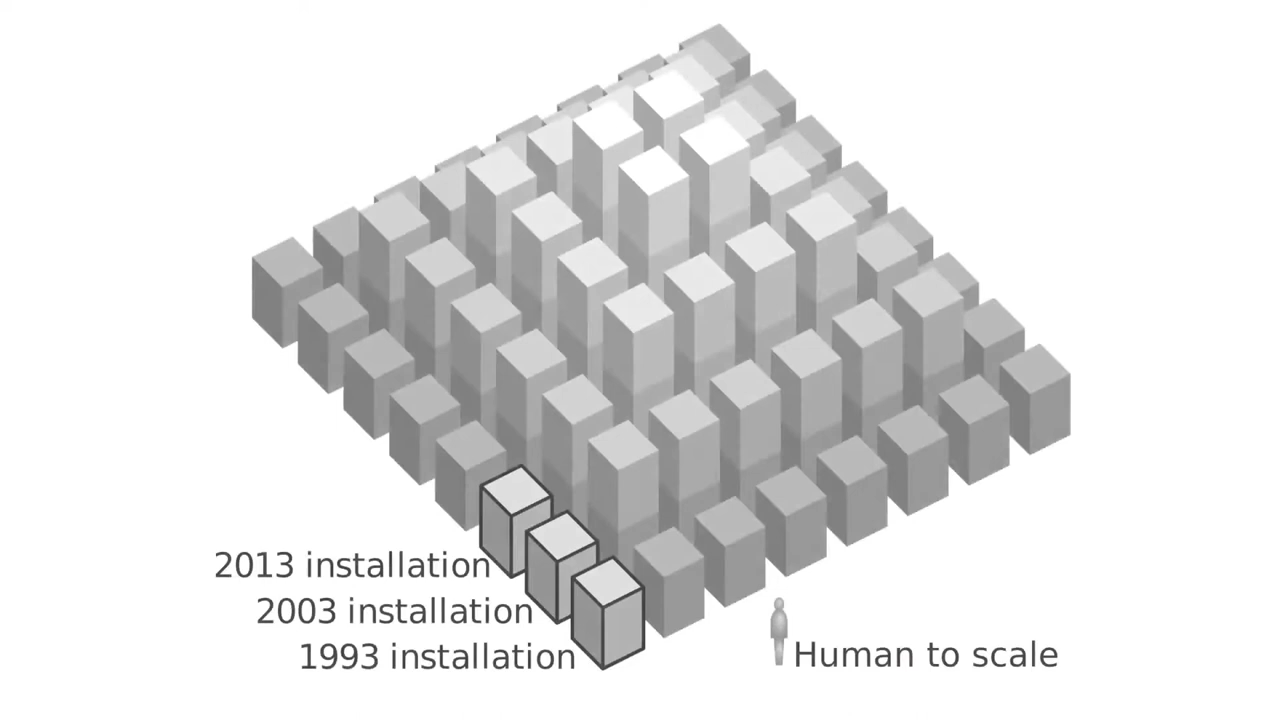 2013 installation
2003 installation
1993 installation
Human to scale